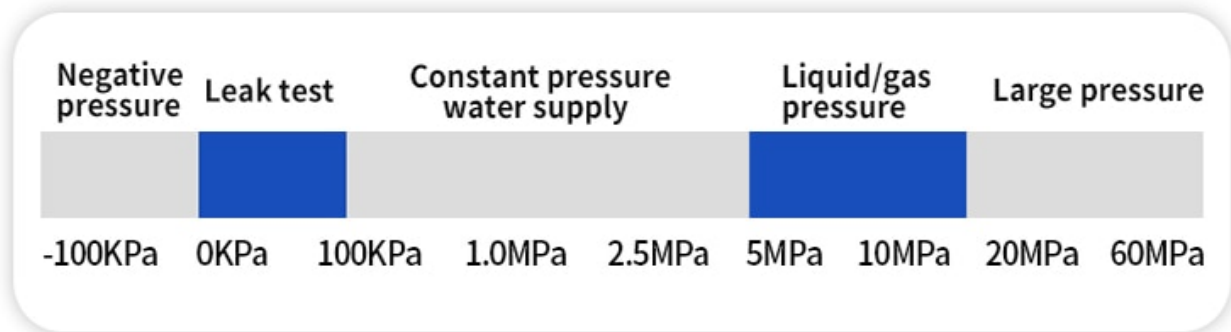 Negative
pressure
Leak test
Constant pressure
water supply
Liquid/gas
pressure
Large pressure
-100KPa 0KPa 100KPa 1.0MPa 2.5MPa 5MPa 10MPa 20MPa 60MPa